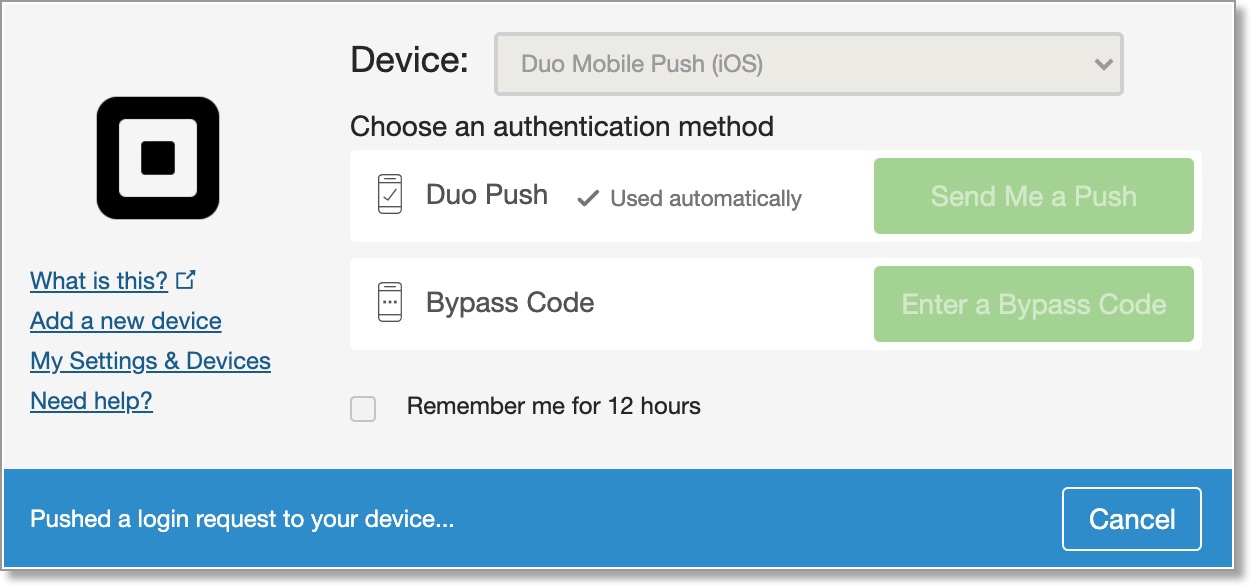 Device: Duo Mobile Push (iOS)
Choose an authentication method
Duo Push Used automatically Send Me a Push
Bypass Code Enter a Bypass Code
What is this?
Add a new device
My Settings & Devices
Need help?
Remember me for 12 hours
Pushed a login request to your device... Cancel